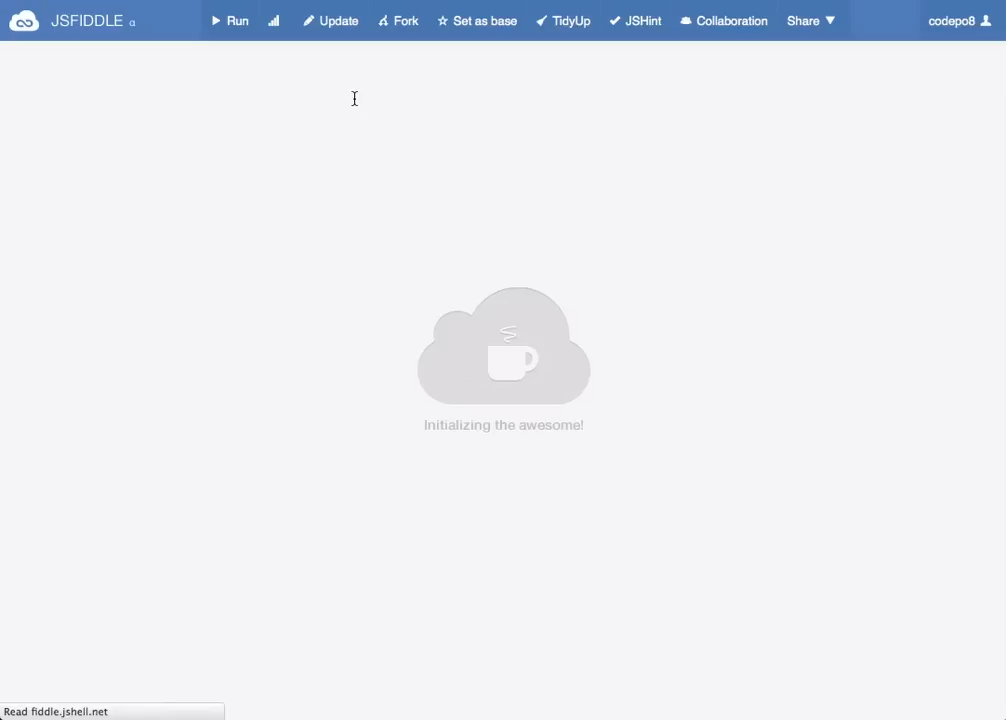 JSFIDDLE α
Run
Update
Fork
Set as base
TidyUp
JSHint
Collaboration
Share
codepo8
Initializing the awesome!
Read fiddle.jshell.net